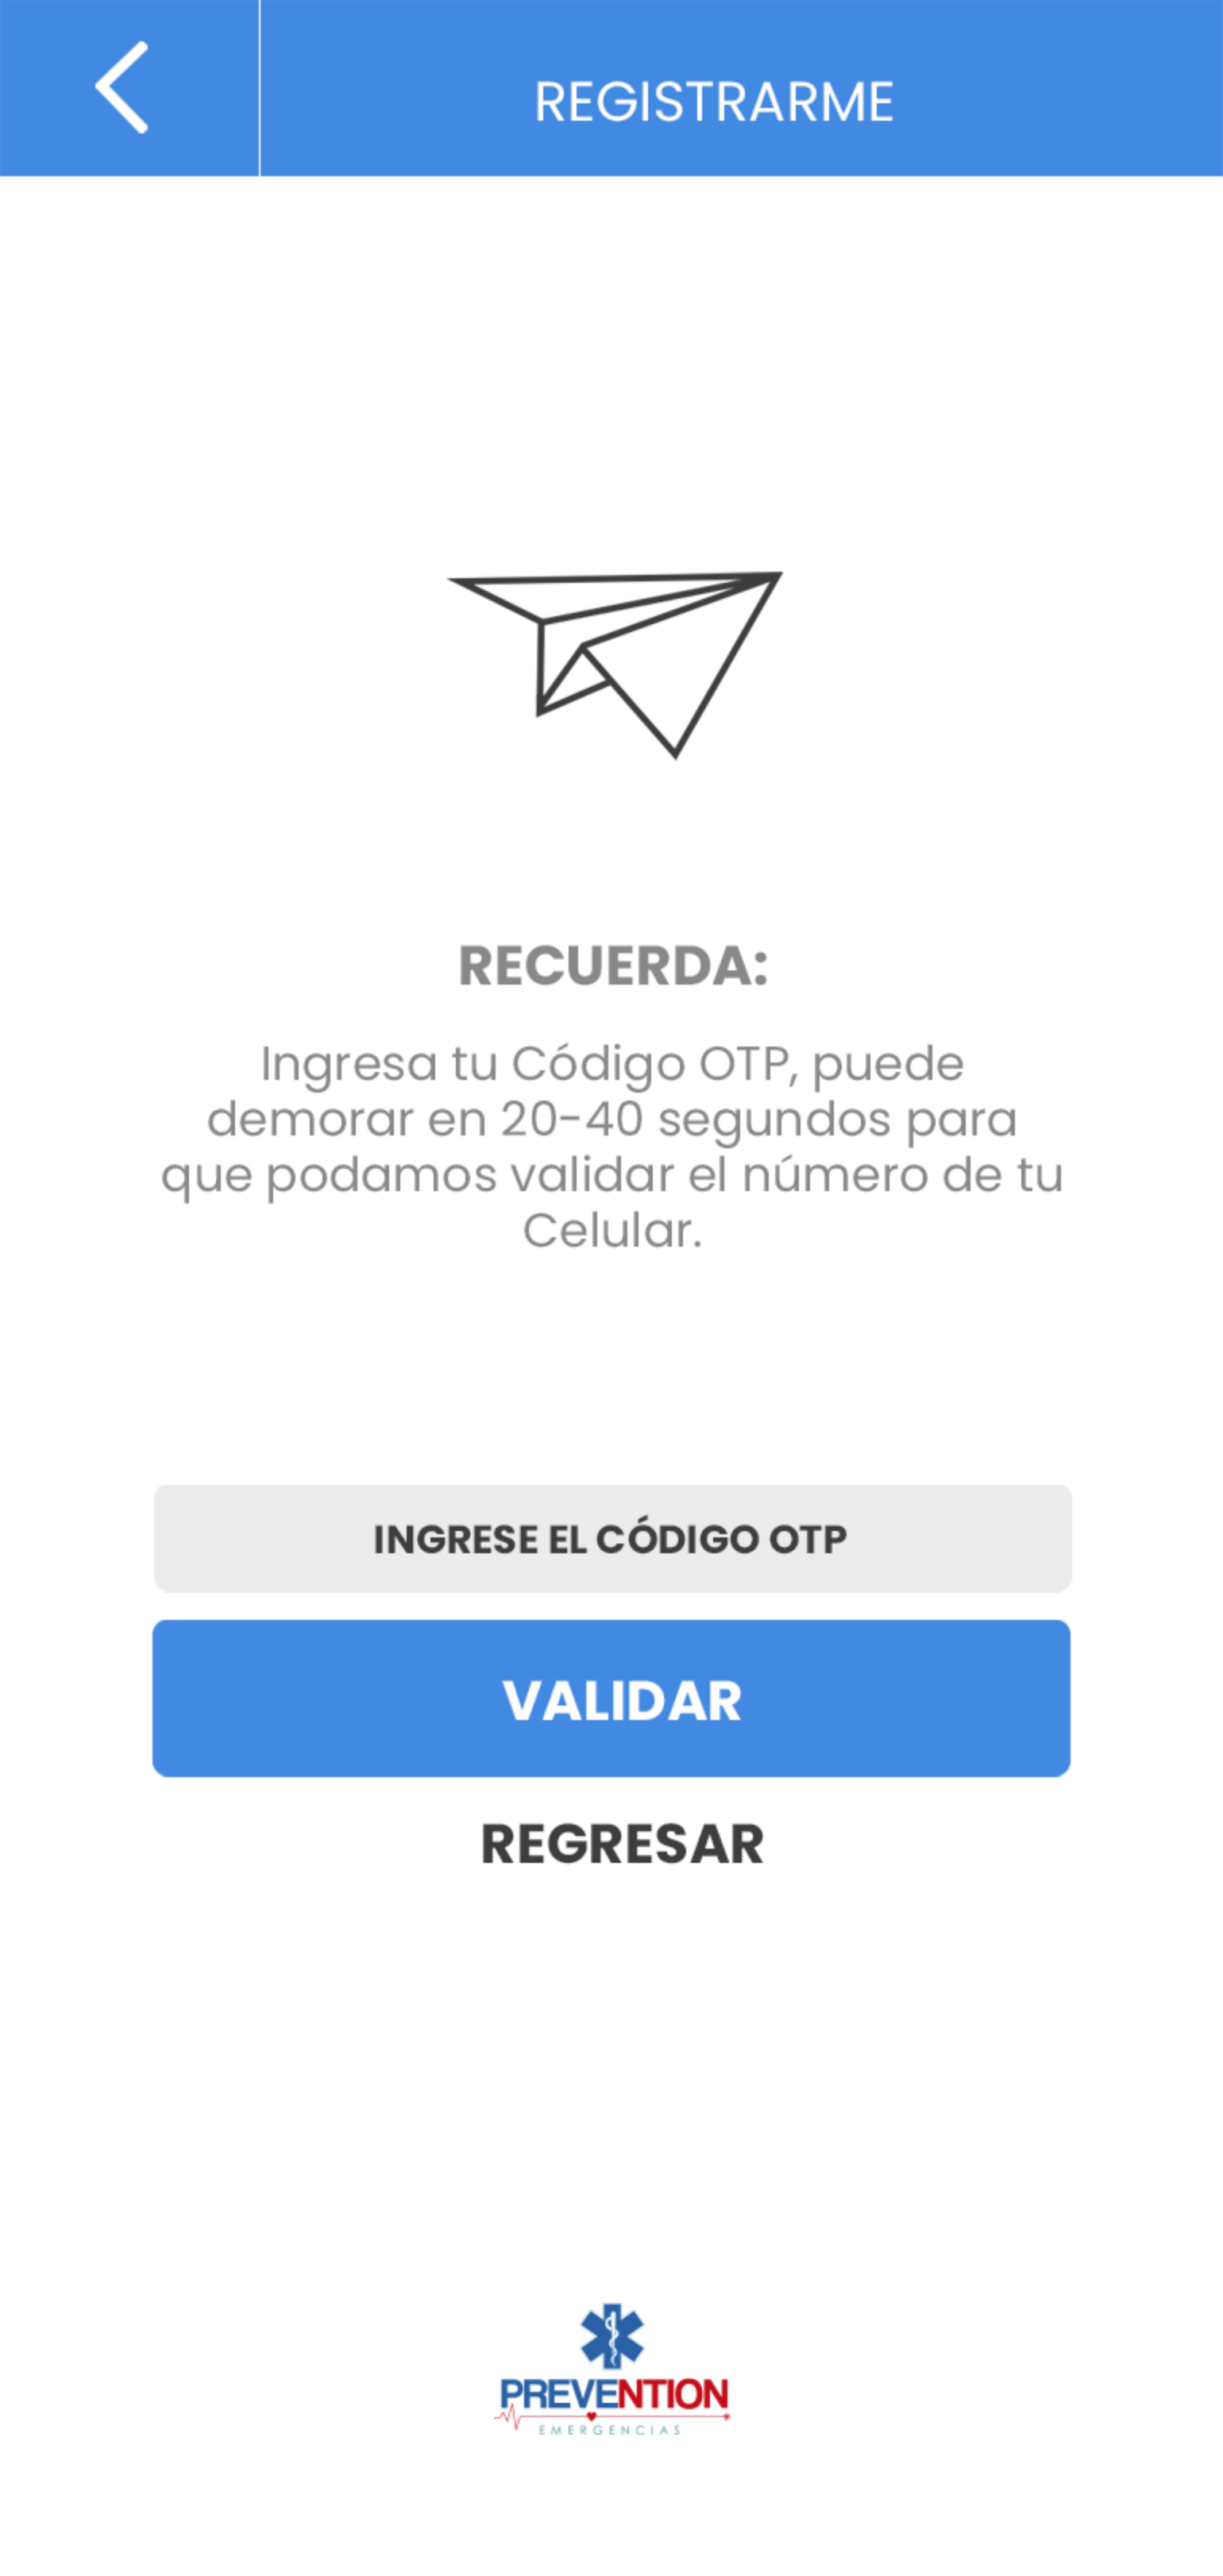 REGISTRARME
RECUERDA:
Ingresa tu Código OTP, puede
demorar en 20-40 segundos para
que podamos validar el número de tu
Celular.
INGRESE EL CÓDIGO OTP
VALIDAR
REGRESAR
PREVENTION
EMERGENCIAS